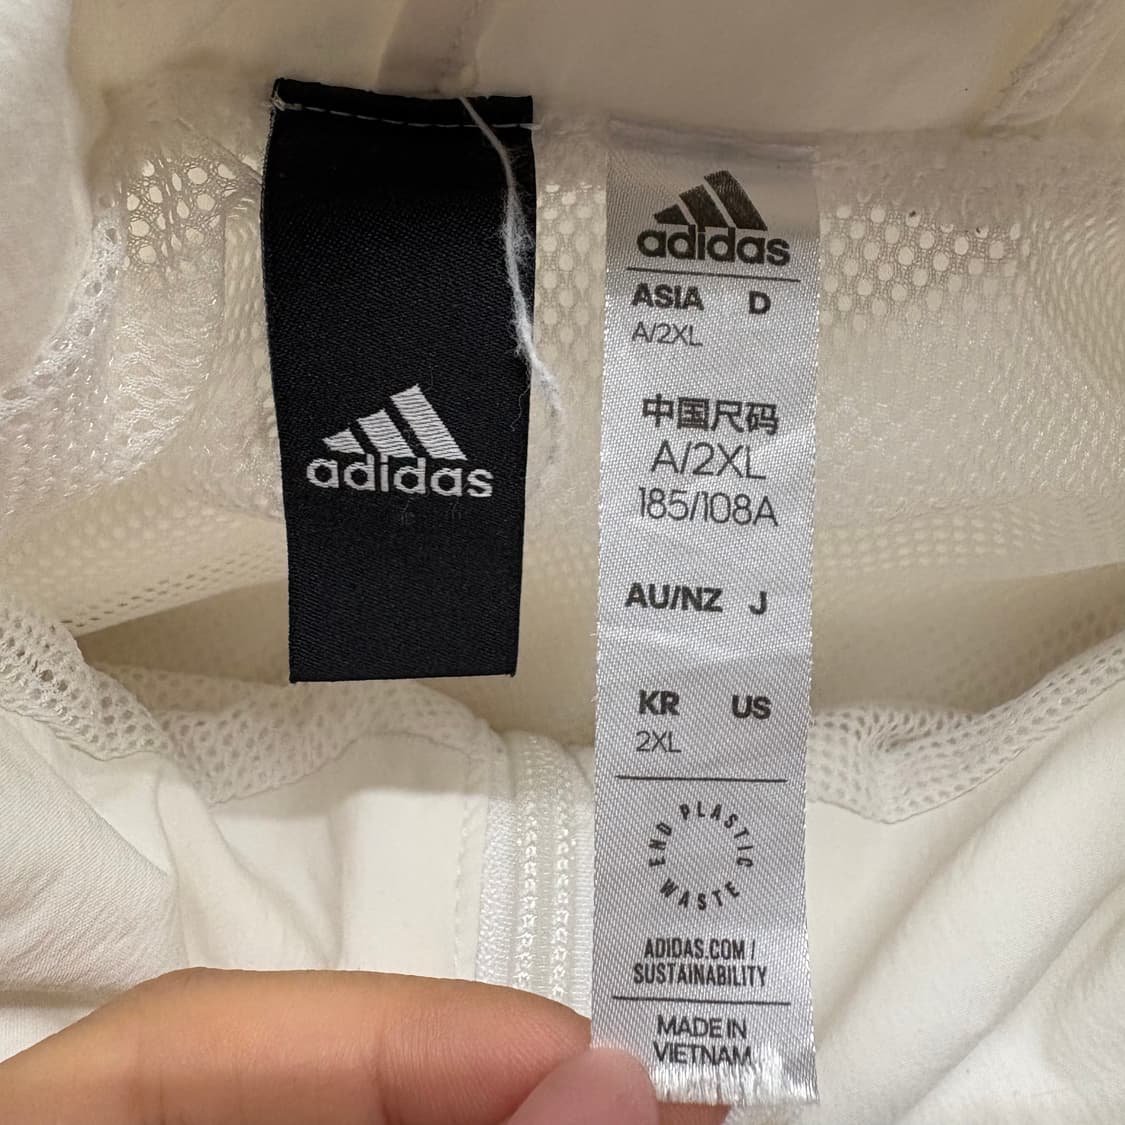 adidas
adidas
ASIA D
A/2XL
中国尺码
A/2XL
185/108A
AU/NZ J
KR US
2XL
END PLASTIC WASTE
ADIDAS.COM/
SUSTAINABILITY
MADE IN
VIETNAM